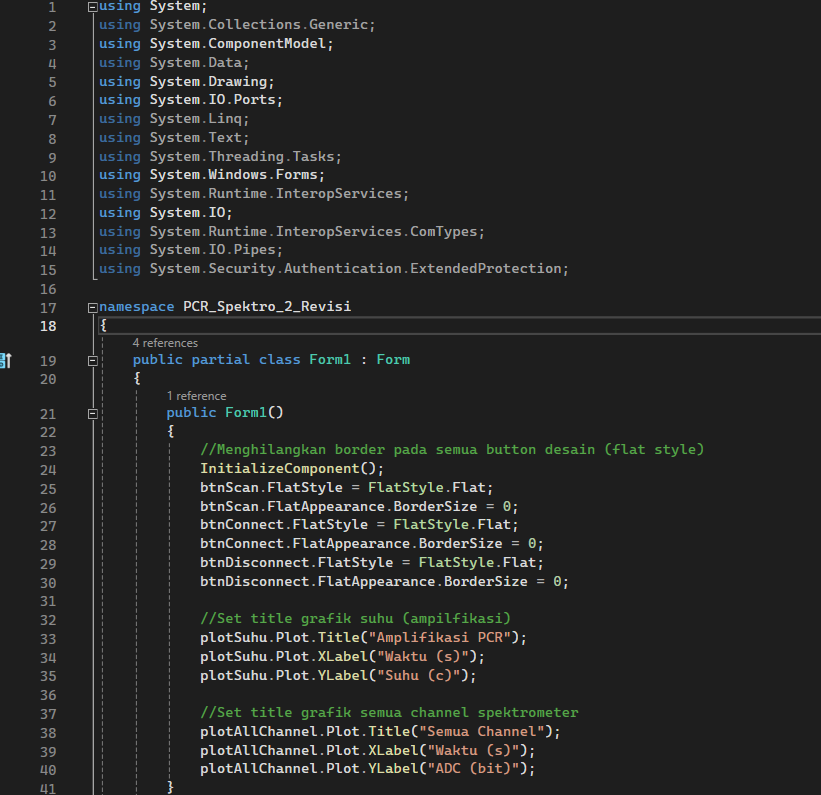 1 using System;
2 using System.Collections.Generic;
3 using System.ComponentModel;
4 using System.Data;
5 using System.Drawing;
6 using System.IO.Ports;
7 using System.Linq;
8 using System.Text;
9 using System.Threading.Tasks;
10 using System.Windows.Forms;
11 using System.Runtime.InteropServices;
12 using System.IO;
13 using System.Runtime.InteropServices.ComTypes;
14 using System.IO.Pipes;
15 using System.Security.Authentication.ExtendedProtection;
16
17 namespace PCR_Spektro_2_Revisi
18 {
4 references
19 public partial class Form1 : Form
20 {
1 reference
21 public Form1()
22 {
23 //Menghilangkan border pada semua button desain (flat style)
24 InitializeComponent();
25 btnScan.FlatStyle = FlatStyle.Flat;
26 btnScan.FlatAppearance.BorderSize = 0;
27 btnConnect.FlatStyle = FlatStyle.Flat;
28 btnConnect.FlatAppearance.BorderSize = 0;
29 btnDisconnect.FlatStyle = FlatStyle.Flat;
30 btnDisconnect.FlatAppearance.BorderSize = 0;
31
32 //Set title grafik suhu (ampilfikasi)
33 plotSuhu.Plot.Title("Amplifikasi PCR");
34 plotSuhu.Plot.XLabel("Waktu (s)");
35 plotSuhu.Plot.YLabel("Suhu (c)");
36
37 //Set title grafik semua channel spektrometer
38 plotAllChannel.Plot.Title("Semua Channel");
39 plotAllChannel.Plot.XLabel("Waktu (s)");
40 plotAllChannel.Plot.YLabel("ADC (bit)");
41 }